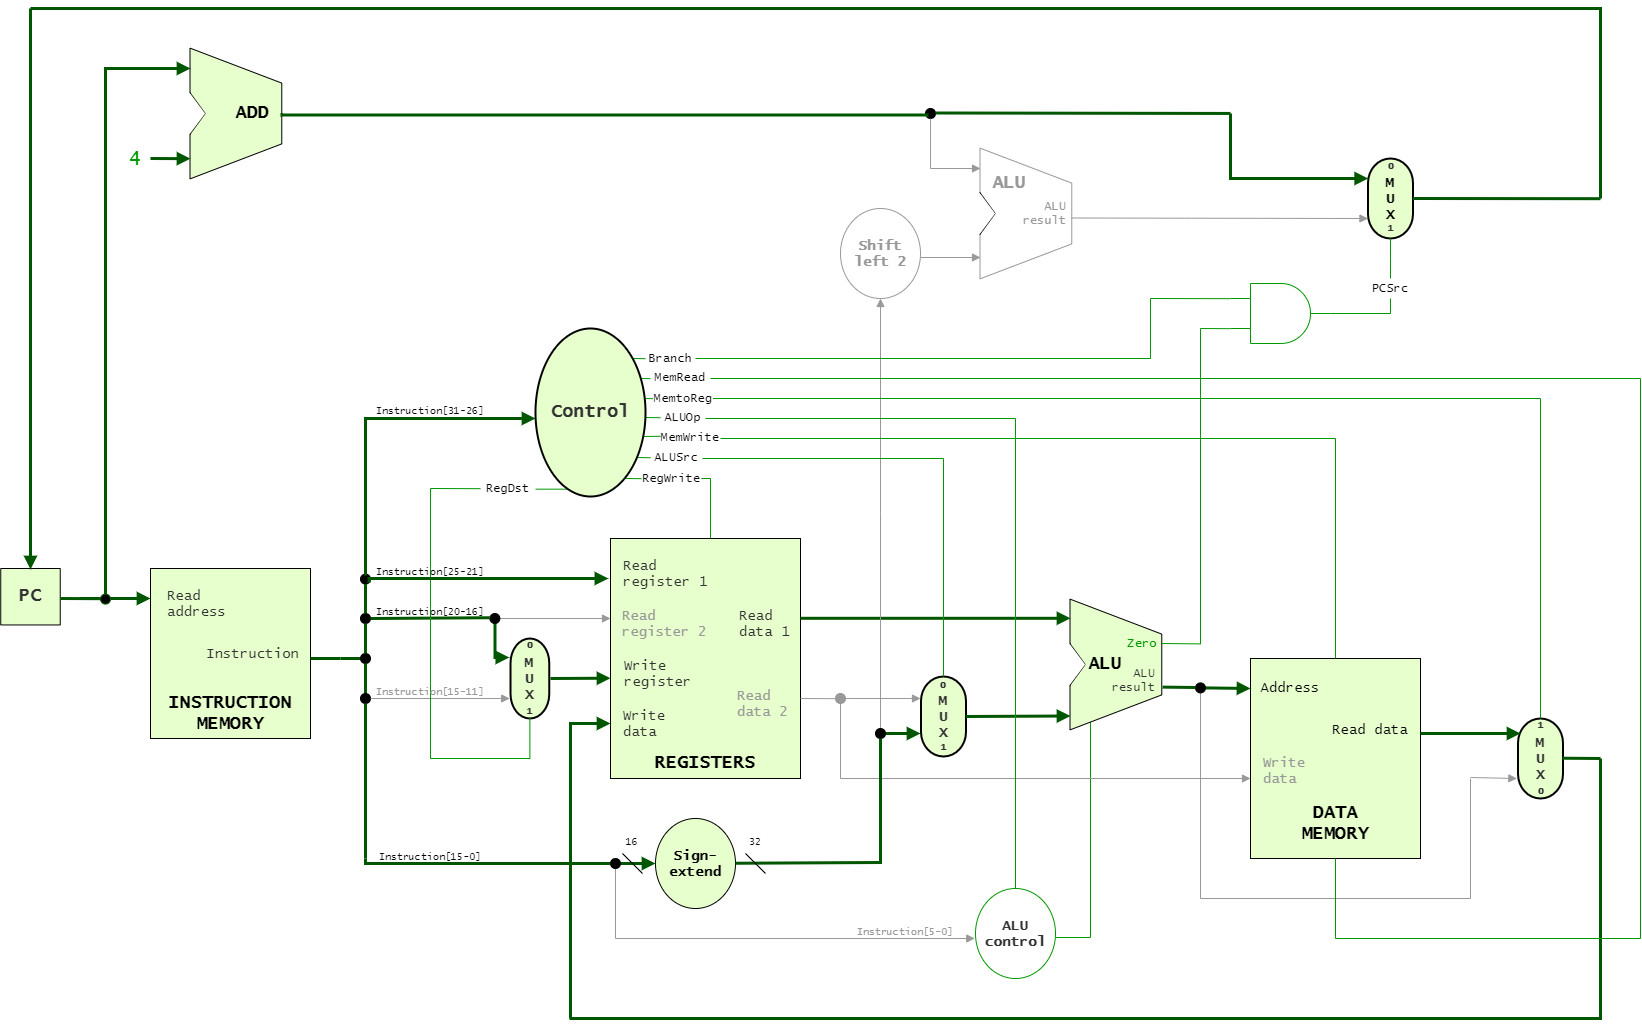 ADD
4
0
M
U
X
1
ALU
ALU
result
Shift
left 2
PCSrc
Branch
MemRead
MemtoReg
ALUOp
MemWrite
ALUSrc
RegWrite
RegDst
Control
Instruction[31-26]
Instruction[25-21]
Instruction[20-16]
Instruction[15-11]
Instruction[15-0]
PC
Read
address
Instruction
INSTRUCTION
MEMORY
0
M
U
X
1
Read
register 1
Read
register 2
Write
register
Write
data
Read
data 1
Read
data 2
REGISTERS
0
M
U
X
1
Zero
ALU
ALU
result
Address
Read data
Write
data
DATA
MEMORY
1
M
U
X
0
16
Sign-
extend
32
Instruction[5-0]
ALU
control